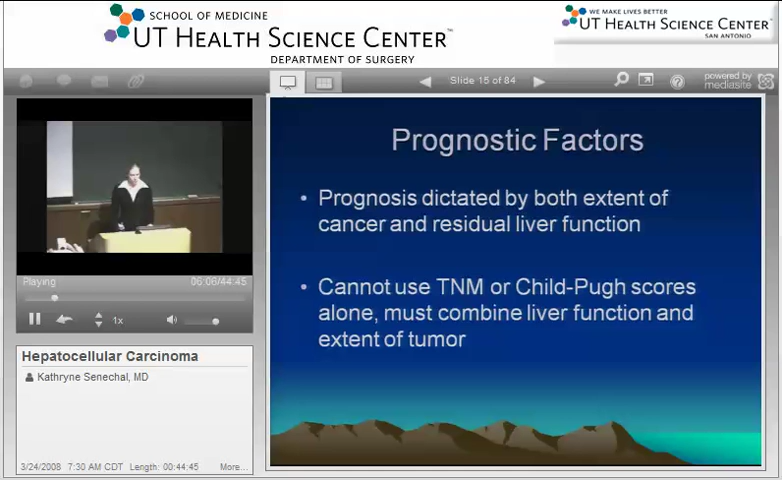 SCHOOL OF MEDICINE
UT HEALTH SCIENCE CENTER™
DEPARTMENT OF SURGERY
WE MAKE LIVES BETTER
UT HEALTH SCIENCE CENTER™
SAN ANTONIO
Slide 15 of 84
powered by
mediasite
Playing
06:06/44:45
1x
Hepatocellular Carcinoma
Kathryne Senechal, MD
3/24/2008 7:30 AM CDT Length: 00:44:45 More...
Prognostic Factors
• Prognosis dictated by both extent of
cancer and residual liver function
• Cannot use TNM or Child-Pugh scores
alone, must combine liver function and
extent of tumor